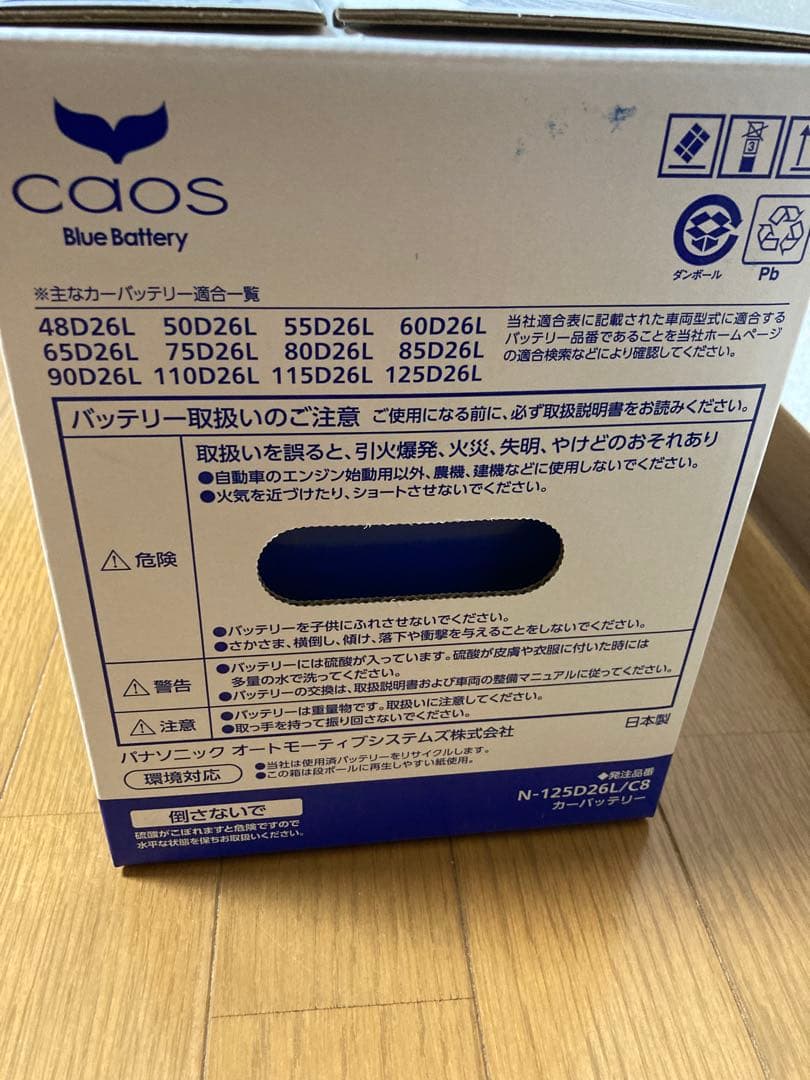 caos
Blue Battery
3
ダンボール
Pb
※主なカーバッテリー適合一覧
48D26L 50D26L 55D26L 60D26L
65D26L 75D26L 80D26L 85D26L
90D26L 110D26L 115D26L 125D26L
当社適合表に記載された車両型式に適合する
バッテリー品番であることを当社ホームページ
の適合検索などにより確認してください。
バッテリー取扱いのご注意 ご使用になる前に、必ず取扱説明書をお読みください。
危険
取扱いを誤ると、引火爆発、火災、失明、やけどのおそれあり
●自動車のエンジン始動用以外、農機、建機などに使用しないでください。
●火気を近づけたり、ショートさせないでください。
●バッテリーを子供にふれさせないでください。
●さかさま、横倒し、傾け、落下や衝撃を与えることをしないでください。
警告
●バッテリーには硫酸が入っています。硫酸が皮膚や衣服に付いた時には
多量の水で洗ってください。
●バッテリーの交換は、取扱説明書および車両の整備マニュアルに従ってください。
注意
●バッテリーは重量物です。取扱いに注意してください。
●取っ手を持って振り回さないでください。
パナソニック オートモーティブシステムズ株式会社
日本製
環境対応
●当社は使用済バッテリーをリサイクルします。
●この箱は段ボールに再生しやすい紙使用。
倒さないで
硫酸がこぼれますと危険ですので
水平な状態を保ちお取扱いください。
◆発注品番
N-125D26L/C8
カーバッテリー